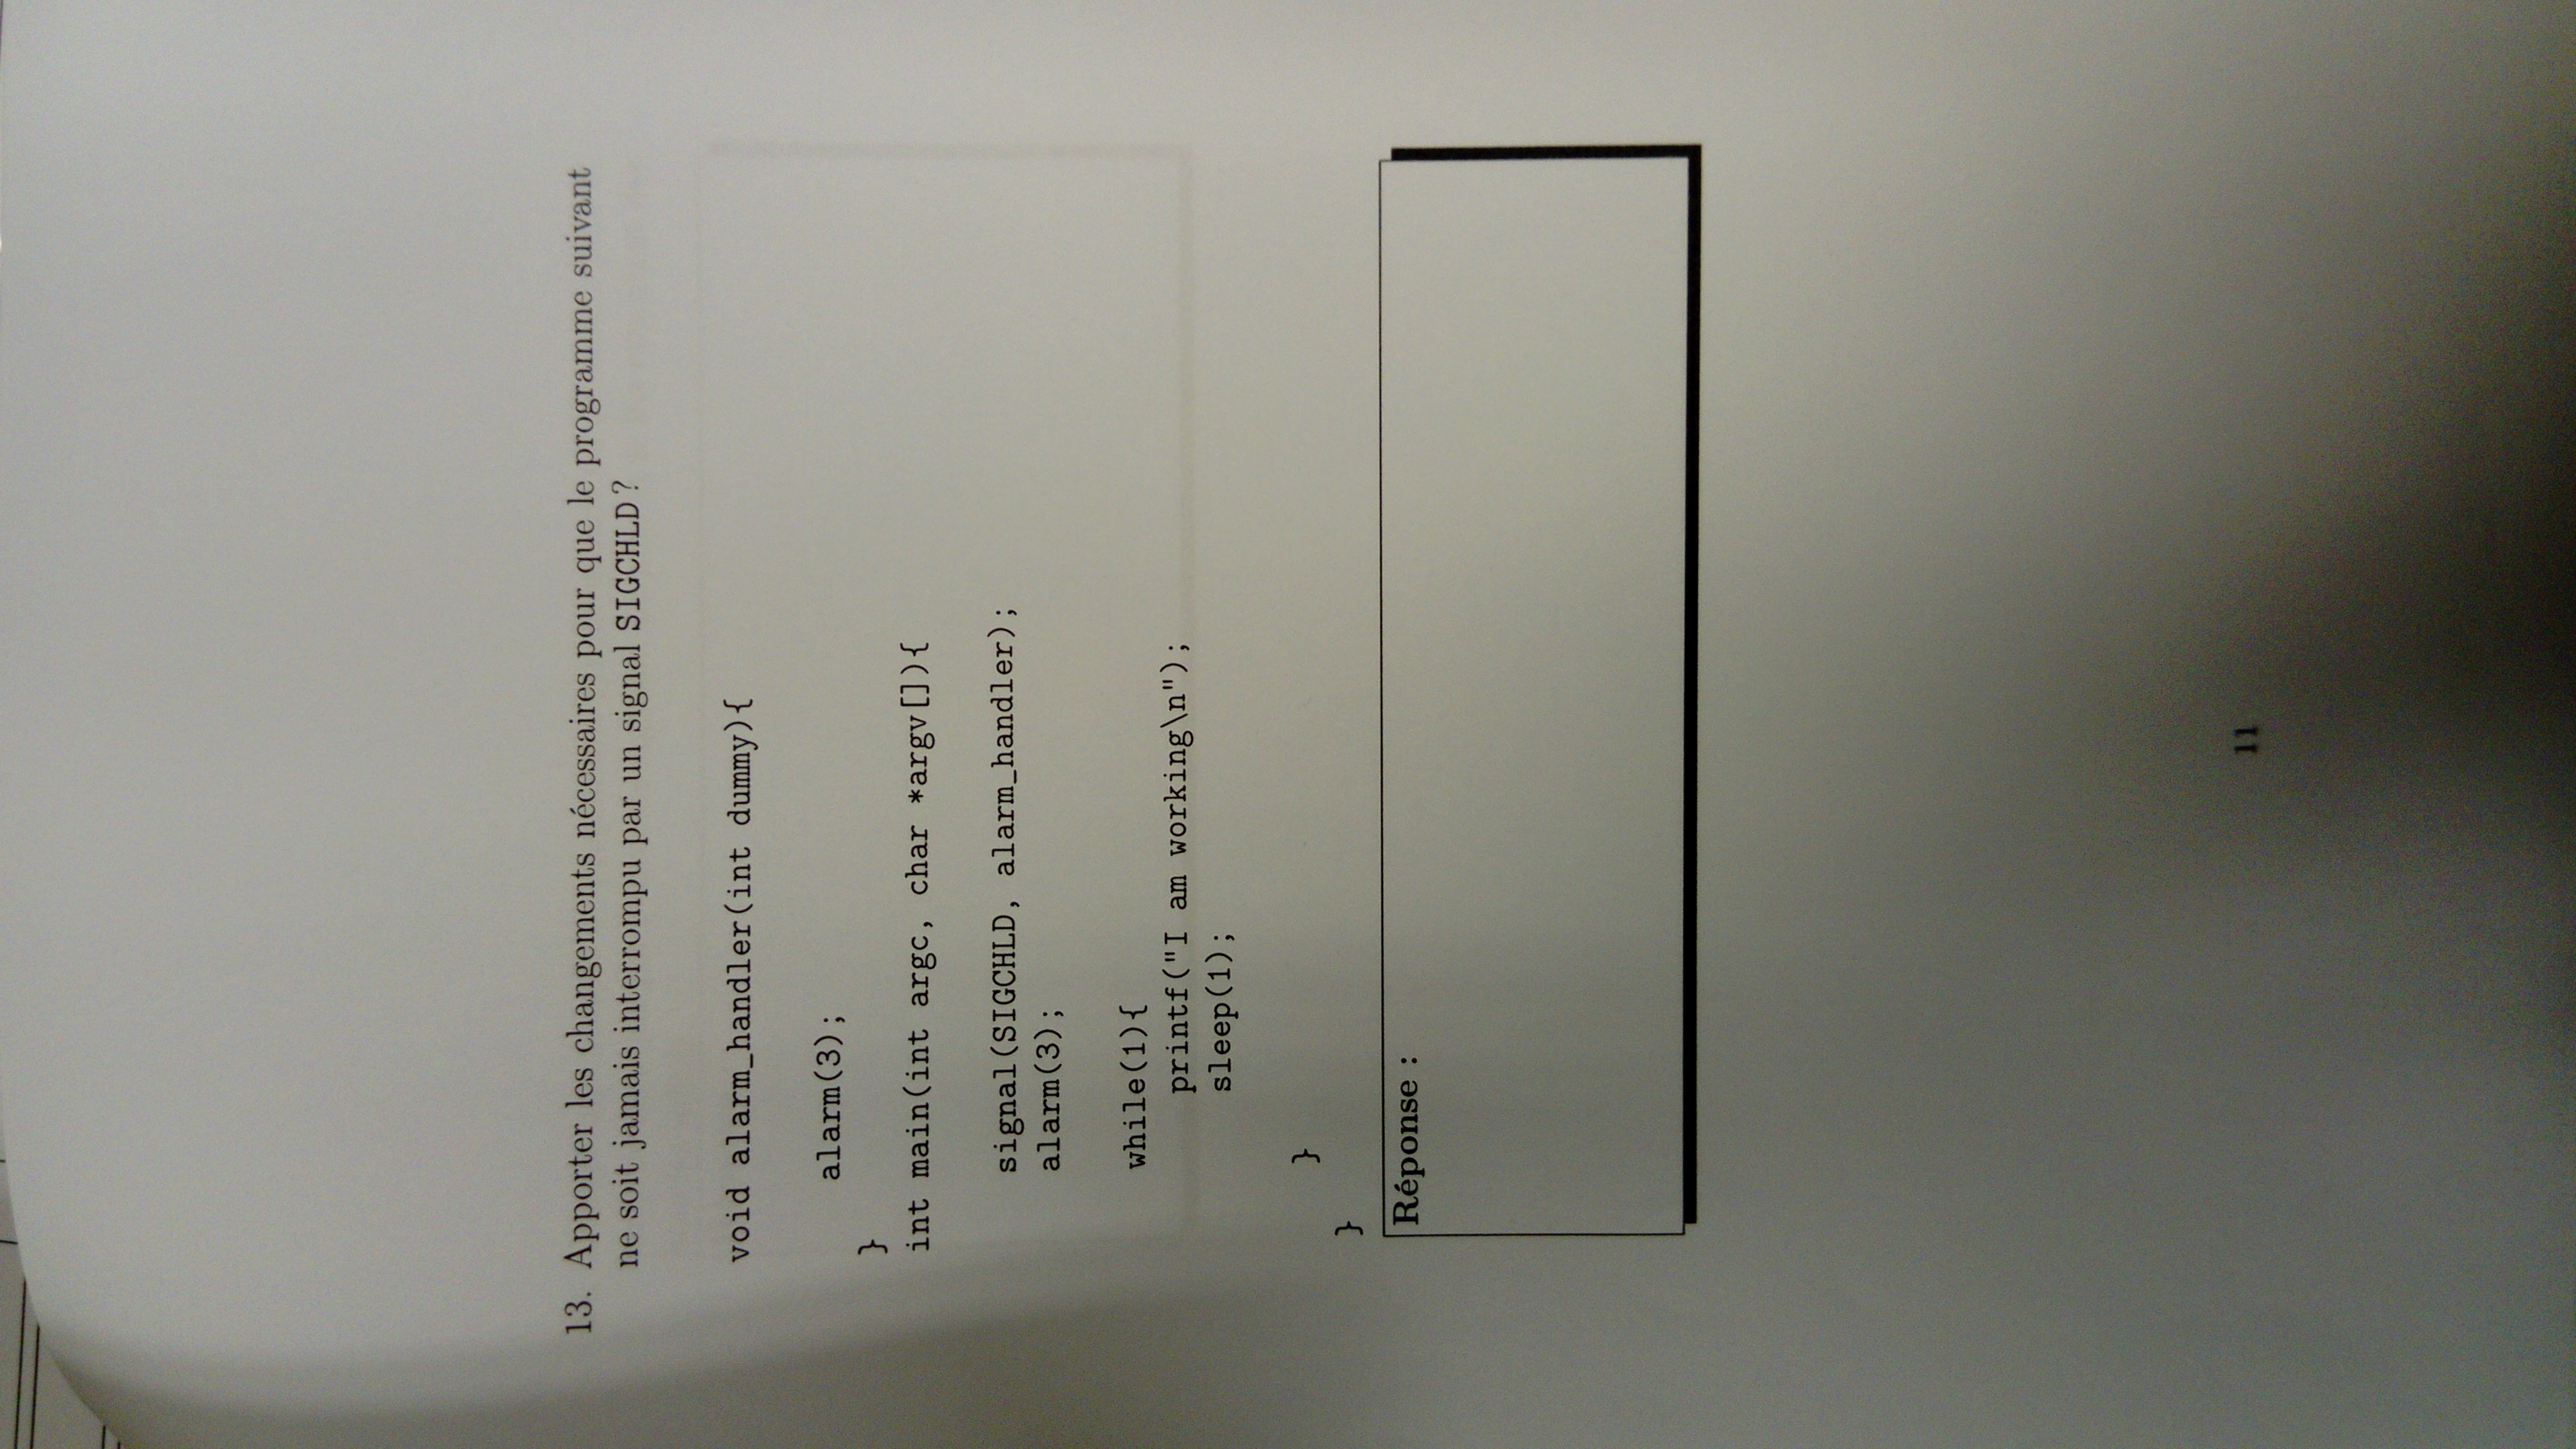 13. Apporter les changements nécessaires pour que le programme suivant
ne soit jamais interrompu par un signal SIGCHLD ?
void alarm_handler(int dummy){
alarm(3);
}
int main(int argc, char *argv[]){
signal(SIGCHLD, alarm_handler);
alarm(3);
while(1){
printf("I am working\n");
sleep(1);
}
}
Réponse :
11